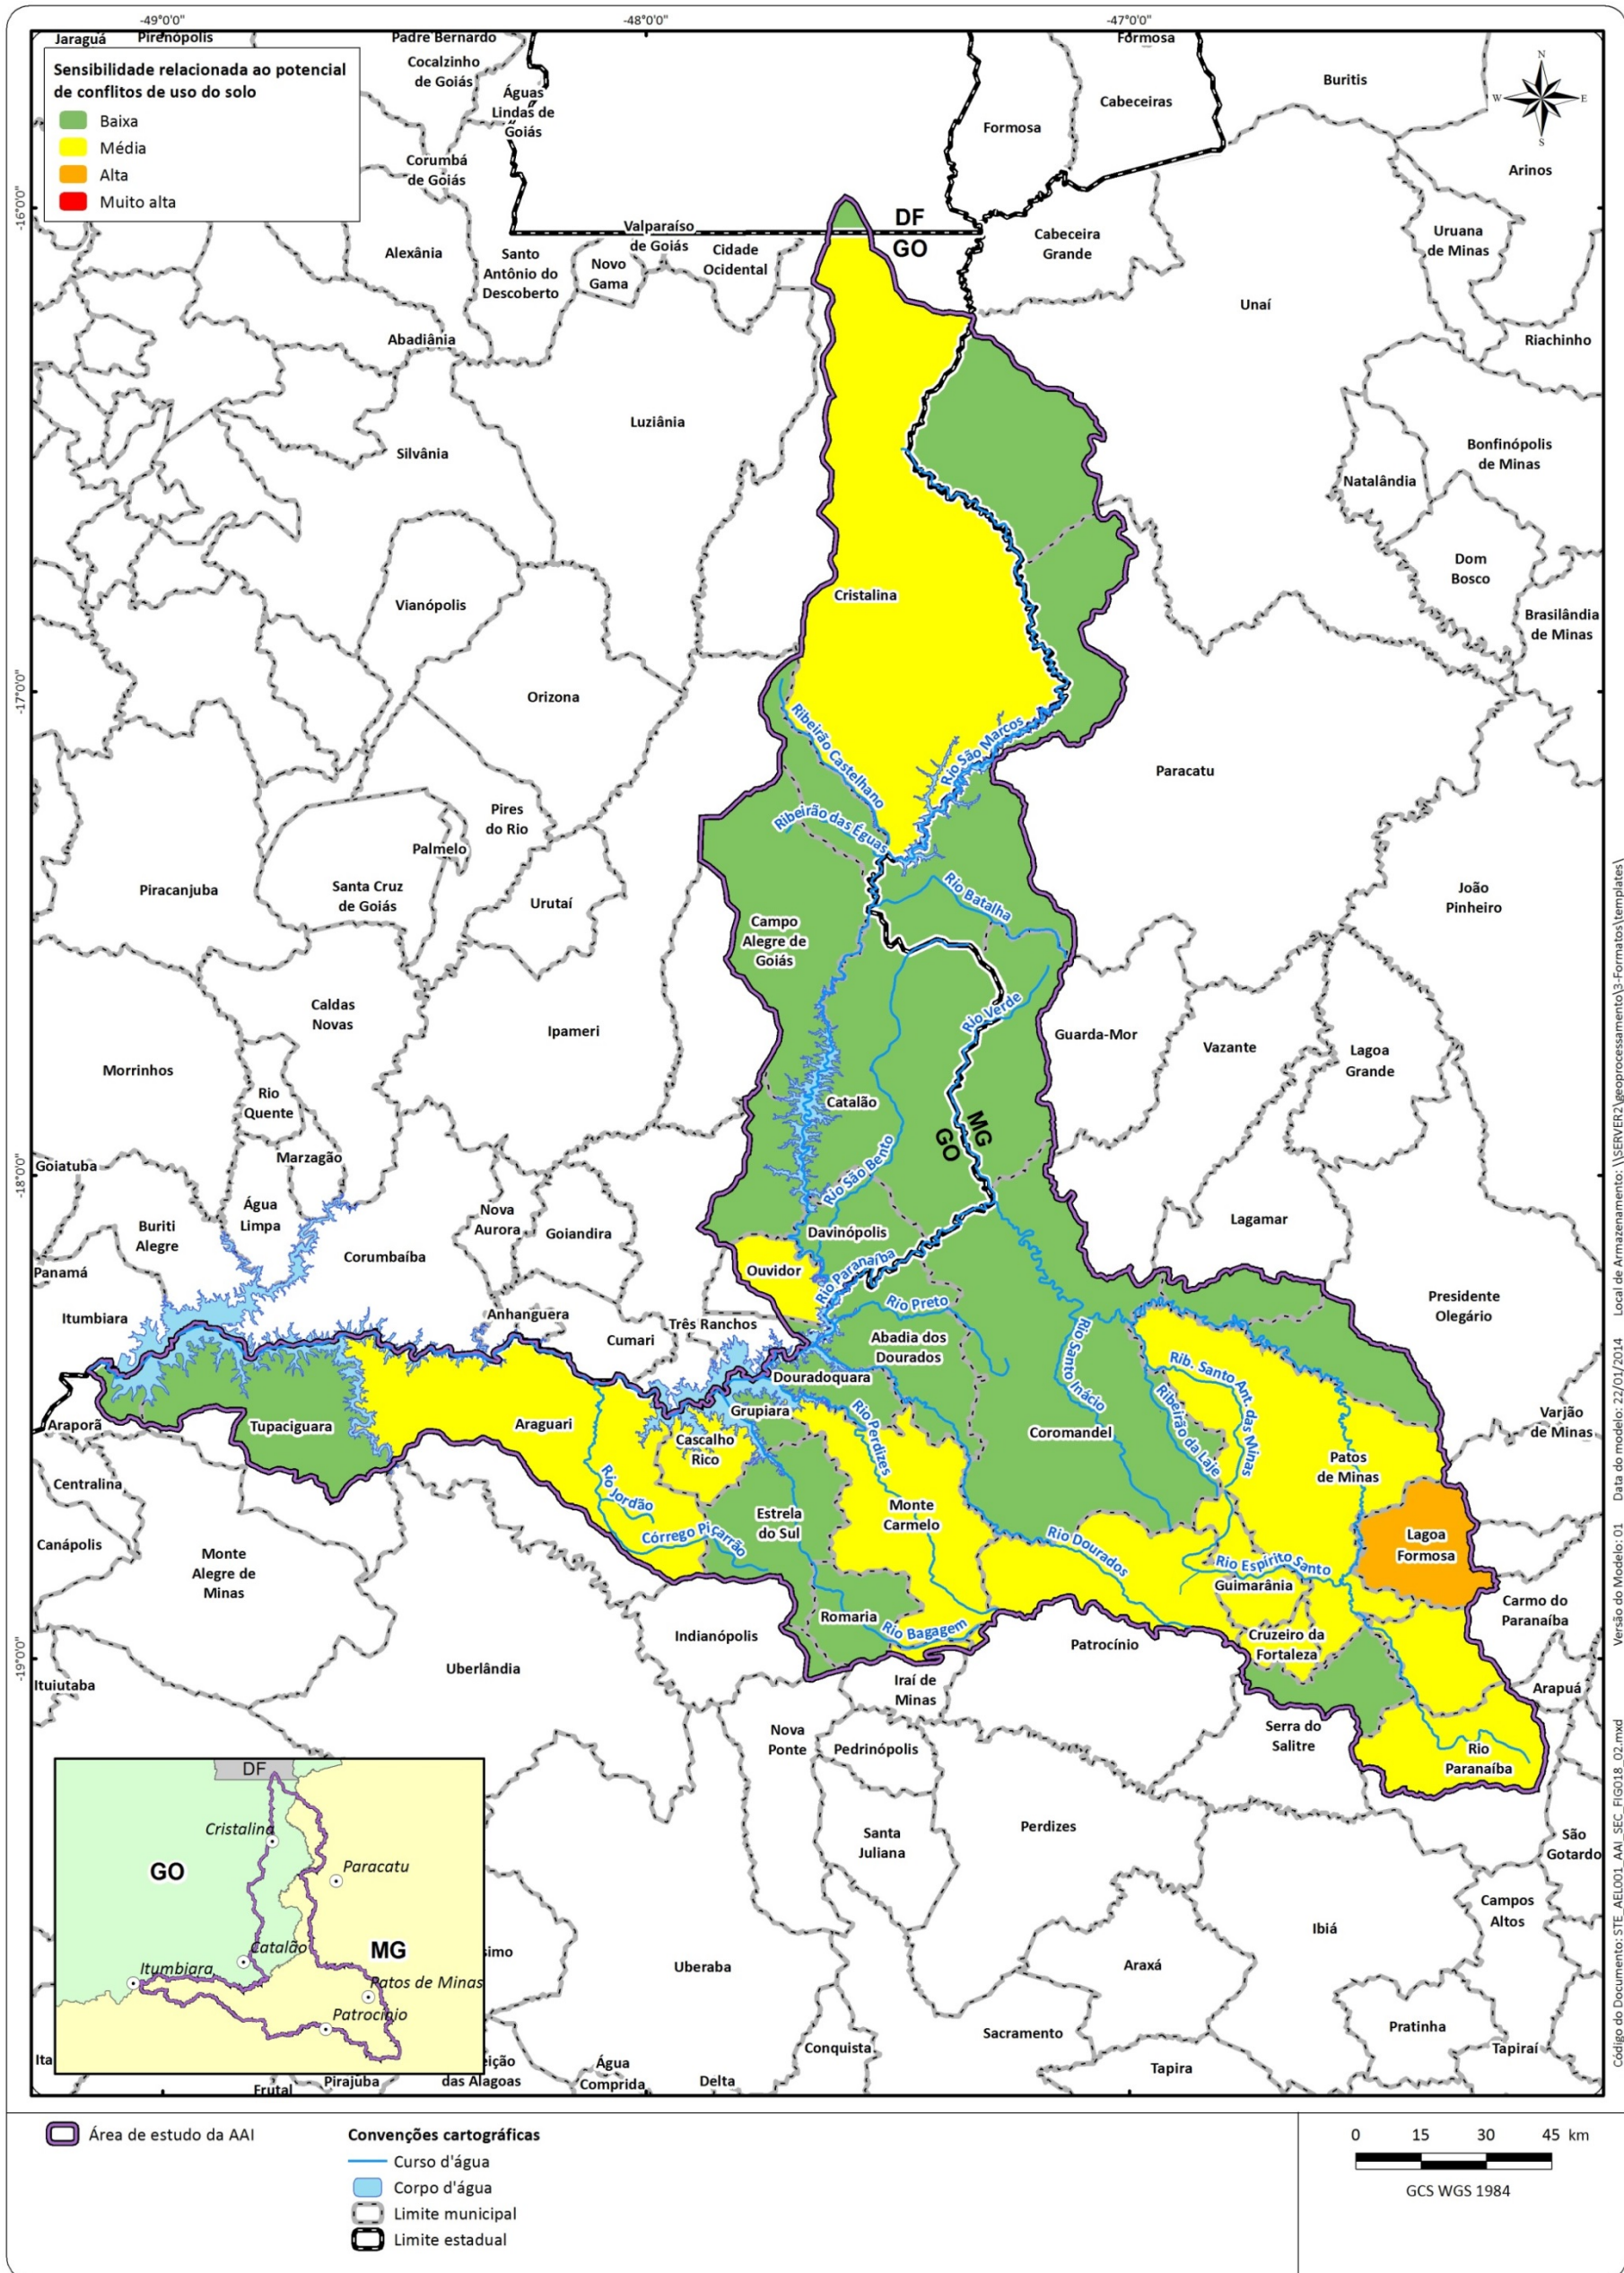 -49°0'0"
-48°0'0"
-47°0'0"
Jaraguá
Pirenópolis
Padre Bernardo
Formosa
Sensibilidade relacionada ao potencial
de conflitos de uso do solo
Baixa
Média
Alta
Muito alta
Cocalzinho
de Goiás
Águas
Lindas de
Goiás
Corumbá
de Goiás
Formosa
Cabeceiras
Buritis
N
W
E
S
Arinos
-16°0'0"
Alexânia
Santo
Antônio do
Descoberto
Valparaíso
de Goiás
Novo
Gama
Cidade
Ocidental
DF
GO
Cabeceira
Grande
Uruana
de Minas
Unaí
Riachinho
Abadiânia
Luziânia
Silvânia
Bonfinópolis
de Minas
Natalândia
Dom
Bosco
Brasilândia
de Minas
Vianópolis
Cristalina
-17°0'0"
Orizona
Ribeirão Castelhano
Rio São Marcos
Paracatu
Ribeirão das Éguas
Pires
do Rio
Palmelo
Piracanjuba
Santa Cruz
de Goiás
Urutaí
Rio Batalha
João
Pinheiro
Campo
Alegre de
Goiás
Caldas
Novas
Ipameri
Rio Verde
Guarda-Mor
Vazante
Lagoa
Grande
Morrinhos
Rio
Quente
Catalão
MG
GO
Marzagão
Goiatuba
-18°0'0"
Rio São Bento
Água
Limpa
Buriti
Alegre
Nova
Aurora
Goiandira
Corumbaíba
Davinópolis
Lagamar
Panamá
Ouvidor
Rio Paranaíba
Presidente
Olegário
Itumbiara
Anhanguera
Cumari
Três Ranchos
Rio Preto
Abadia dos
Dourados
Rio Santo Inácio
Rib. Santo Ant. das Minas
Ribeirão da Laje
Douradoquara
Grupiara
Rio Perdizes
Araporã
Tupaciguara
Araguari
Cascalho
Rico
Coromandel
Varjão
de Minas
Patos
de Minas
Centralina
Rio Jordão
Estrela
do Sul
Monte
Carmelo
Lagoa
Formosa
Canápolis
Córrego Piçarrão
Rio Dourados
Rio Espírito Santo
Guimarânia
Monte
Alegre de
Minas
Romaria
Rio Bagagem
Carmo do
Paranaíba
Indianópolis
Patrocínio
Cruzeiro da
Fortaleza
-19°0'0"
Uberlândia
Ituiutaba
Iraí de
Minas
Arapuá
Serra do
Salitre
Nova
Ponte
Pedrinópolis
Rio
Paranaíba
Perdizes
Santa
Juliana
São
Gotardo
Campos
Altos
Ibiá
Araxá
Uberaba
simo
Sacramento
Pratinha
Conquista
Tapira
Tapiraí
Ita
Frutal
Pirajuba
eição
das Alagoas
Água
Comprida
Delta
DF
Cristalina
GO
Paracatu
Catalão
MG
Itumbiara
Patos de Minas
Patrocínio
Código do Documento: STE_AEL001_AAI_SEC_FIG018_02.mxd
Versão do Modelo: 01
Data do modelo: 22/01/2014
Local de Armazenamento: \\SERVER2\geoprocessamento\3-Formatos\templates\
Área de estudo da AAI
Convenções cartográficas
Curso d'água
Corpo d'água
Limite municipal
Limite estadual
0 15 30 45 km
GCS WGS 1984